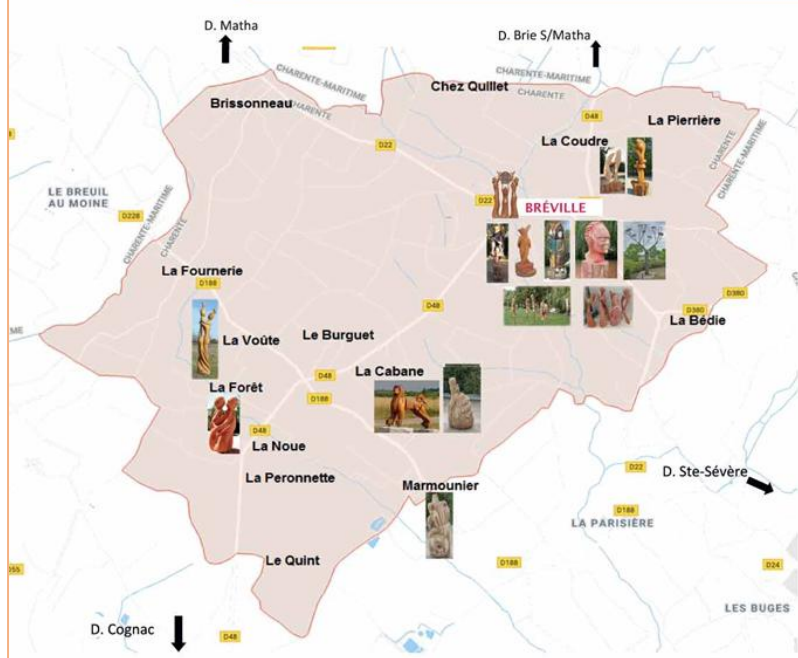 D. Matha
D. Brie S/Matha
CHARENTE-MARITIME
CHARENTE
CHARENTE-MARITIME
CHARENTE
Brissonneau
Chez Quillet
D48
La Pierrière
D22
La Coudre
CHARENTE
CHARENTE-MARITIME
LE BREUIL
AU MOINE
D22
BRÉVILLE
D228
CHARENTE-MARITIME
CHARENTE
La Fournerie
D188
D380
D48
D380
La Bédie
La Voûte
Le Burguet
D48
La Cabane
La Forêt
D188
D48
La Noue
D22
D. Ste-Sévère
La Peronnette
Marmounier
D188
LA PARISIÈRE
Le Quint
D188
D24
D55
LES BUGES
D. Cognac
D48